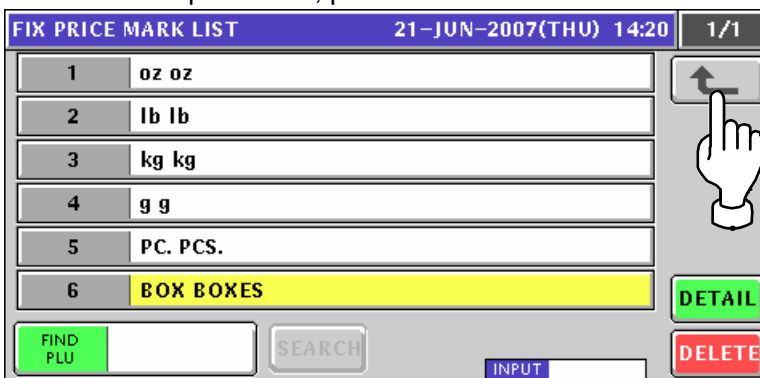 FIX PRICE MARK LIST 21-JUN-2007(THU) 14:20 1/1
1 oz oz
2 lb lb
3 kg kg
4 g g
5 PC. PCS.
6 BOX BOXES
DETAIL
FIND
PLU
SEARCH
DELETE
INPUT